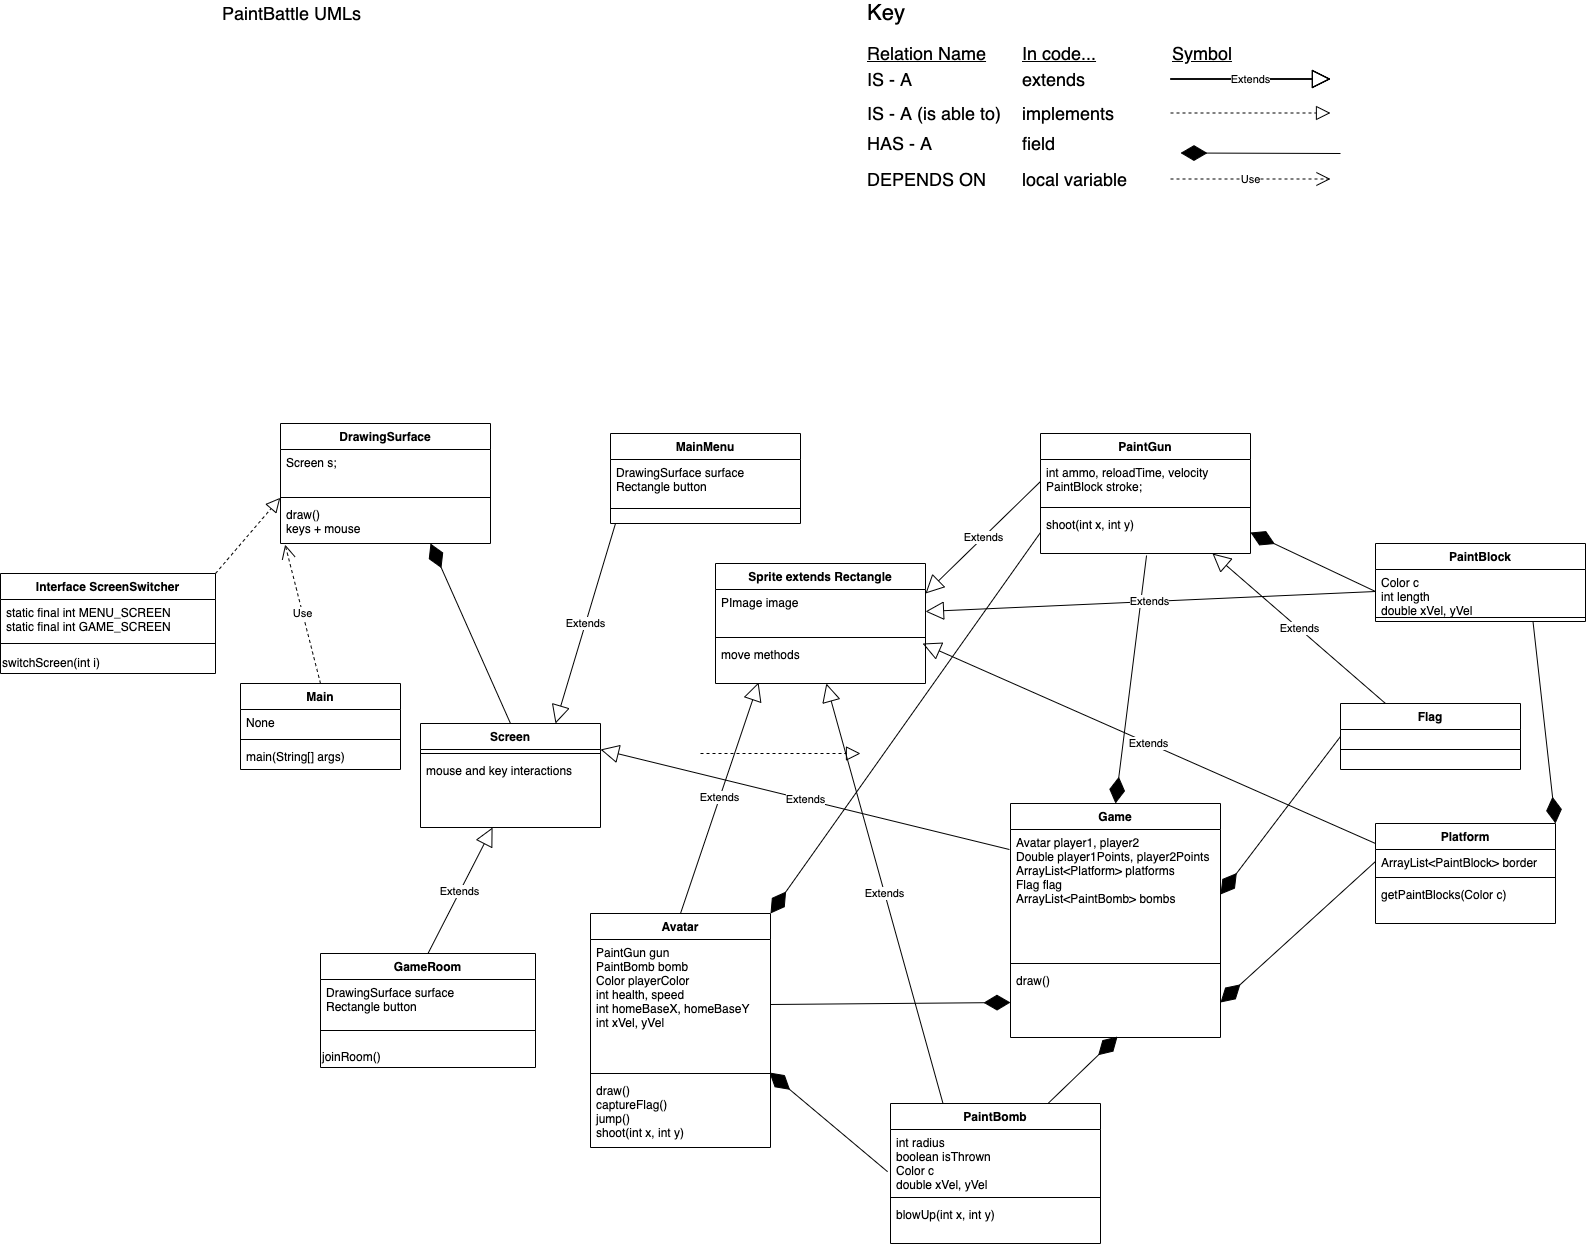 PaintBattle UMLs
Key
Relation Name In code... Symbol
IS - A extends Extends
IS - A (is able to) implements
HAS - A field
DEPENDS ON local variable Use
DrawingSurface
Screen s;
draw()
keys + mouse
MainMenu
DrawingSurface surface
Rectangle button
PaintGun
int ammo, reloadTime, velocity
PaintBlock stroke;
shoot(int x, int y)
Extends
PaintBlock
Color c
int length
double xVel, yVel
Interface ScreenSwitcher
static final int MENU_SCREEN
static final int GAME_SCREEN
switchScreen(int i)
Use
Extends
Sprite extends Rectangle
PImage image
move methods
Extends
Extends
Main
None
main(String[] args)
Screen
mouse and key interactions
Flag
Extends
Extends
Extends
Game
Avatar player1, player2
Double player1Points, player2Points
ArrayList<Platform> platforms
Flag flag
ArrayList<PaintBomb> bombs
draw()
Platform
ArrayList<PaintBlock> border
getPaintBlocks(Color c)
Extends
Extends
Avatar
PaintGun gun
PaintBomb bomb
Color playerColor
int health, speed
int homeBaseX, homeBaseY
int xVel, yVel
draw()
captureFlag()
jump()
shoot(int x, int y)
GameRoom
DrawingSurface surface
Rectangle button
joinRoom()
PaintBomb
int radius
boolean isThrown
Color c
double xVel, yVel
blowUp(int x, int y)